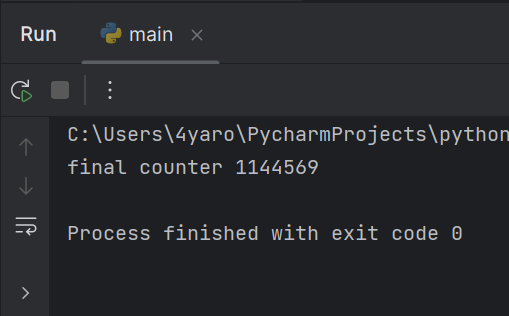 Run
main
C:\Users\4yaro\PycharmProjects\python
final counter 1144569
Process finished with exit code 0